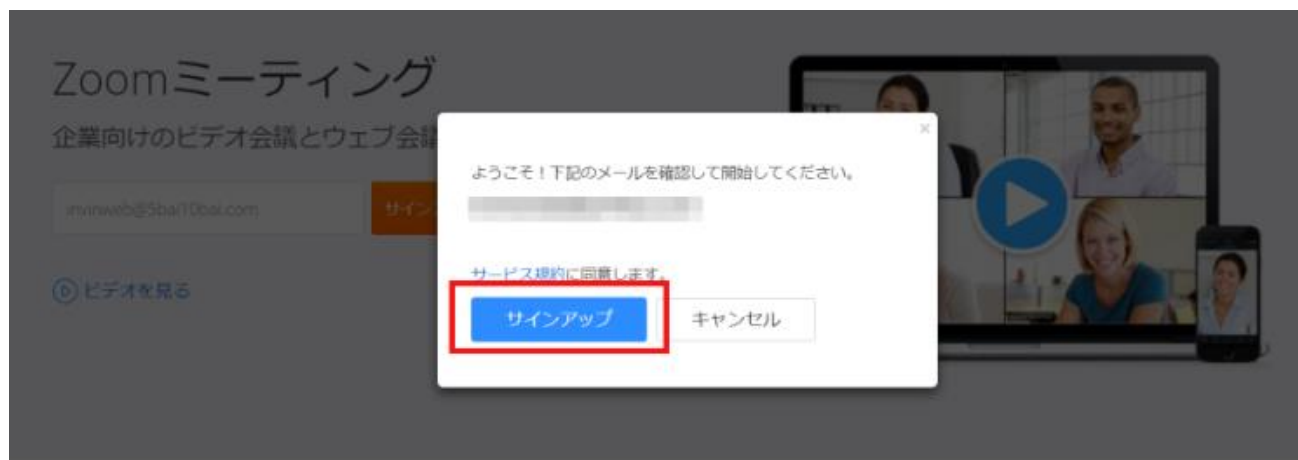 Zoomミーティング
企業向けのビデオ会議とウェブ会議
サイン
ビデオを見る
×
ようこそ！下記のメールを確認して開始してください。
サービス規約に同意します。
サインアップ
キャンセル